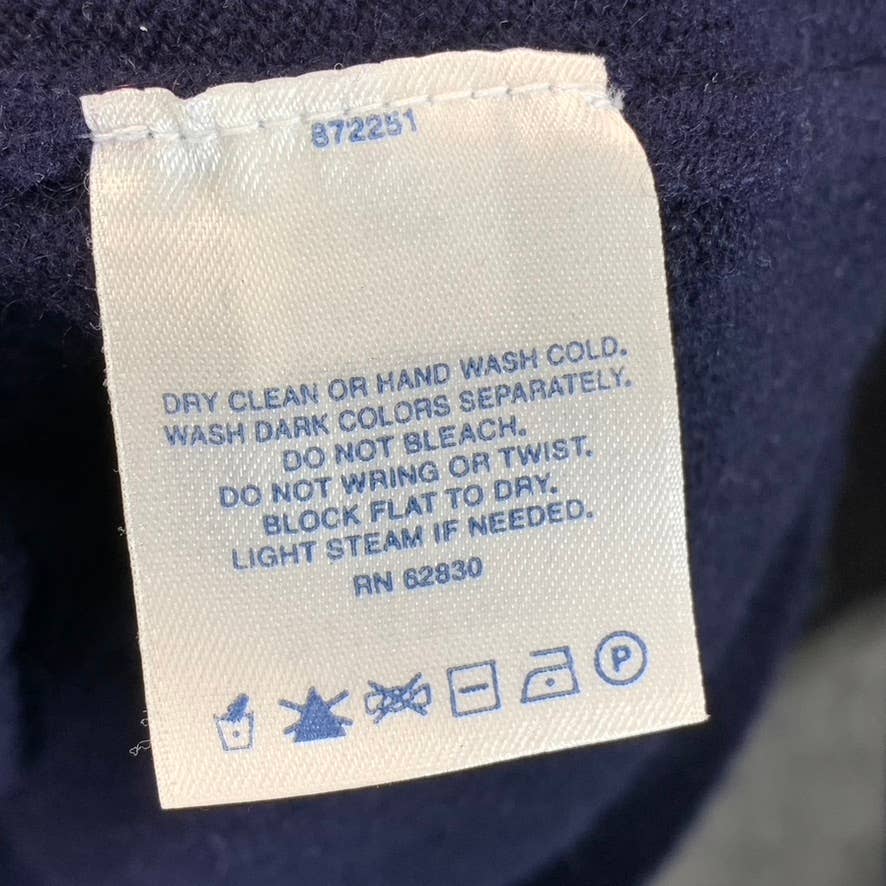 872251
DRY CLEAN OR HAND WASH COLD.
WASH DARK COLORS SEPARATELY.
DO NOT BLEACH.
DO NOT WRING OR TWIST.
BLOCK FLAT TO DRY.
LIGHT STEAM IF NEEDED.
RN 62830
P